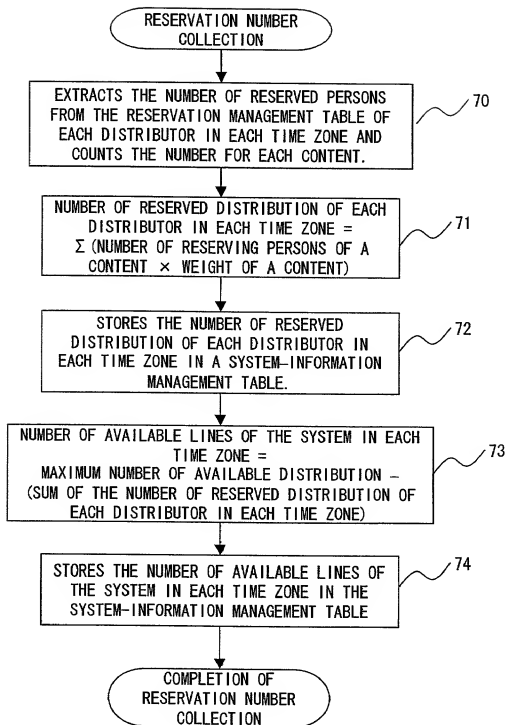 RESERVATION NUMBER
COLLECTION
EXTRACTS THE NUMBER OF RESERVED PERSONS
FROM THE RESERVATION MANAGEMENT TABLE OF
EACH DISTRIBUTOR IN EACH TIME ZONE AND
COUNTS THE NUMBER FOR EACH CONTENT.
70
NUMBER OF RESERVED DISTRIBUTION OF EACH
DISTRIBUTOR IN EACH TIME ZONE =
Σ (NUMBER OF RESERVING PERSONS OF A
CONTENT × WEIGHT OF A CONTENT)
71
STORES THE NUMBER OF RESERVED
DISTRIBUTION OF EACH DISTRIBUTOR IN
EACH TIME ZONE IN A SYSTEM-INFORMATION
MANAGEMENT TABLE.
72
NUMBER OF AVAILABLE LINES OF THE SYSTEM IN EACH
TIME ZONE =
MAXIMUM NUMBER OF AVAILABLE DISTRIBUTION -
(SUM OF THE NUMBER OF RESERVED DISTRIBUTION OF
EACH DISTRIBUTOR IN EACH TIME ZONE)
73
STORES THE NUMBER OF AVAILABLE LINES OF
THE SYSTEM IN EACH TIME ZONE IN THE
SYSTEM-INFORMATION MANAGEMENT TABLE
74
COMPLETION OF
RESERVATION NUMBER
COLLECTION